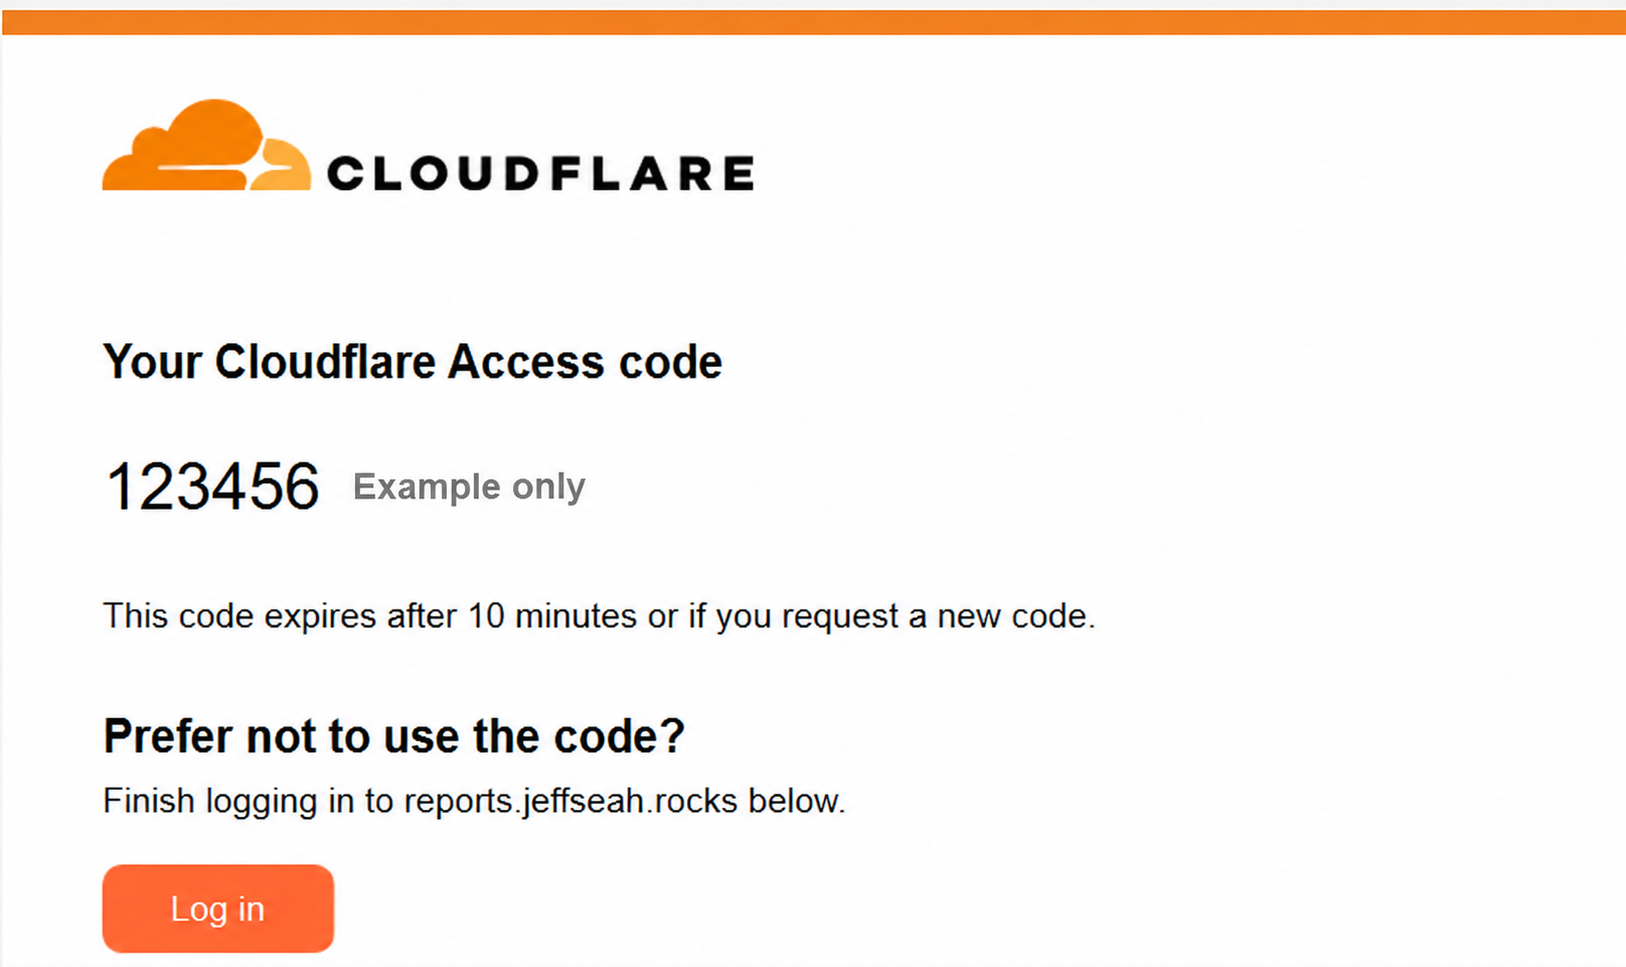 CLOUDFLARE
Your Cloudflare Access code
123456 Example only
This code expires after 10 minutes or if you request a new code.
Prefer not to use the code?
Finish logging in to reports.jeffseah.rocks below.
Log in